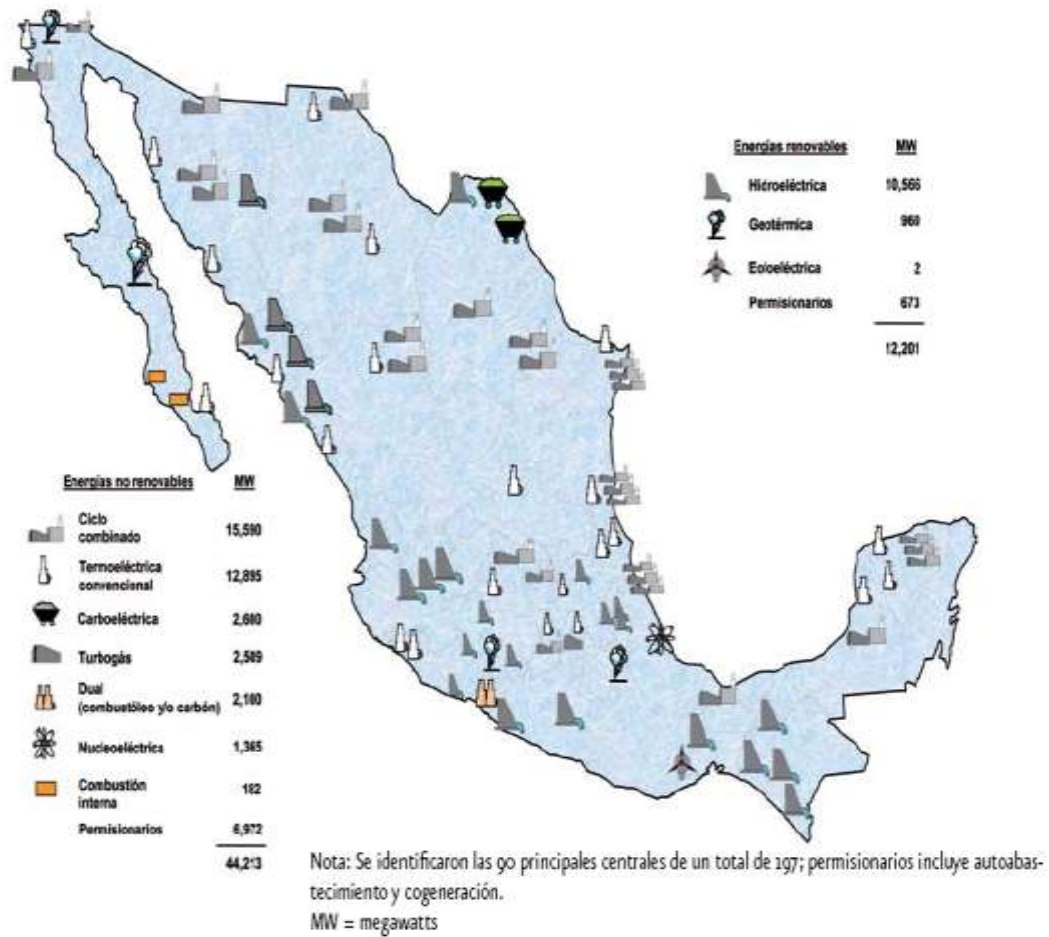 Energías renovables MW
Hidroeléctrica 10,566
Geotérmica 960
Eoloeléctrica 2
Permisionarios 673
12,201
Energías no renovables MW
Ciclo
combinado 15,590
Termoeléctrica
convencional 12,895
Carboeléctrica 2,600
Turbogás 2,509
Dual
(combustóleo y/o carbón) 2,100
Nucleoeléctrica 1,365
Combustión
interna 182
Permisionarios 6,972
44,213
Nota: Se identificaron las 90 principales centrales de un total de 197; permisionarios incluye autoabas-
tecimiento y cogeneración.
MW = megawatts